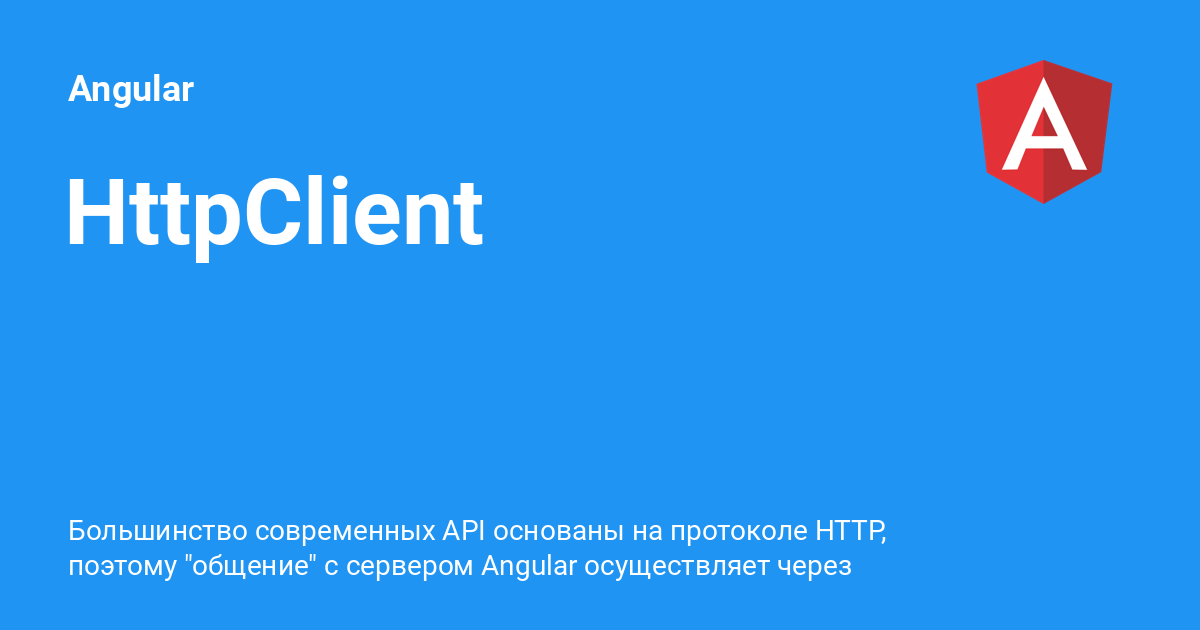 Angular
HttpClient
Большинство современных API основаны на протоколе HTTP,
поэтому "общение" с сервером Angular осуществляет через